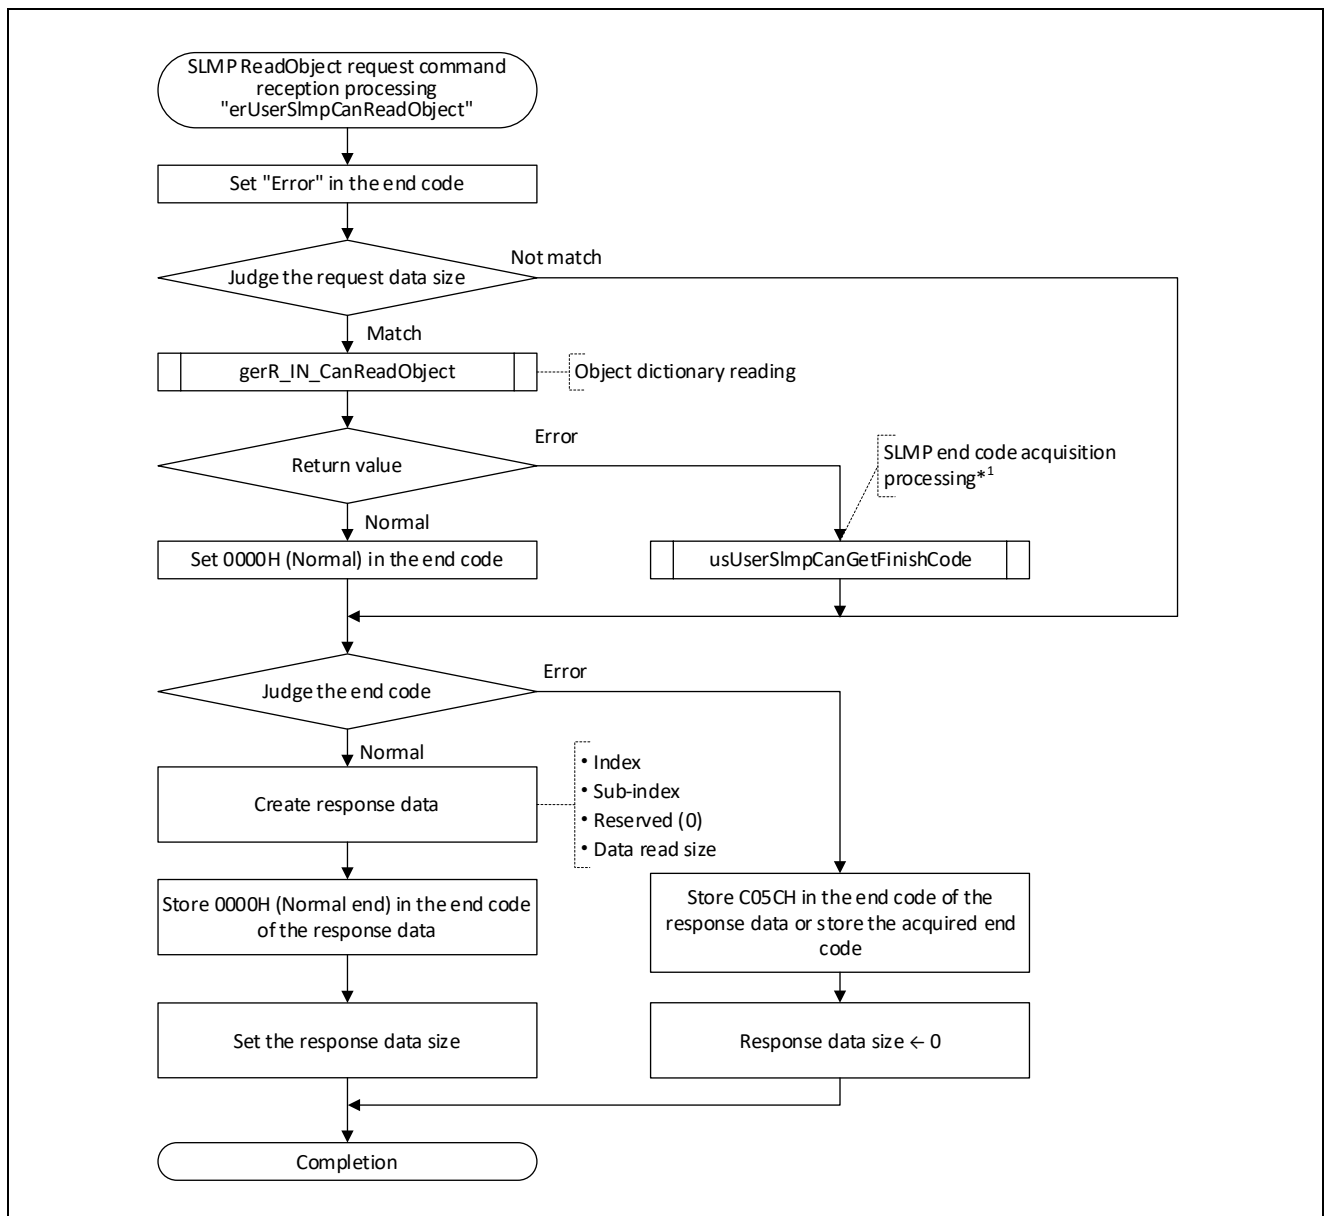 SLMP ReadObject request command
reception processing
"erUserSlmpCanReadObject"
Set "Error" in the end code
Judge the request data size
Not match
Match
gerR_IN_CanReadObject
Object dictionary reading
Return value
Error
SLMP end code acquisition
processing*1
Normal
Set 0000H (Normal) in the end code
usUserSlmpCanGetFinishCode
Judge the end code
Error
Normal
Create response data
• Index
• Sub-index
• Reserved (0)
• Data read size
Store 0000H (Normal end) in the end code
of the response data
Store C05CH in the end code of the
response data or store the acquired end
code
Set the response data size
Response data size ← 0
Completion